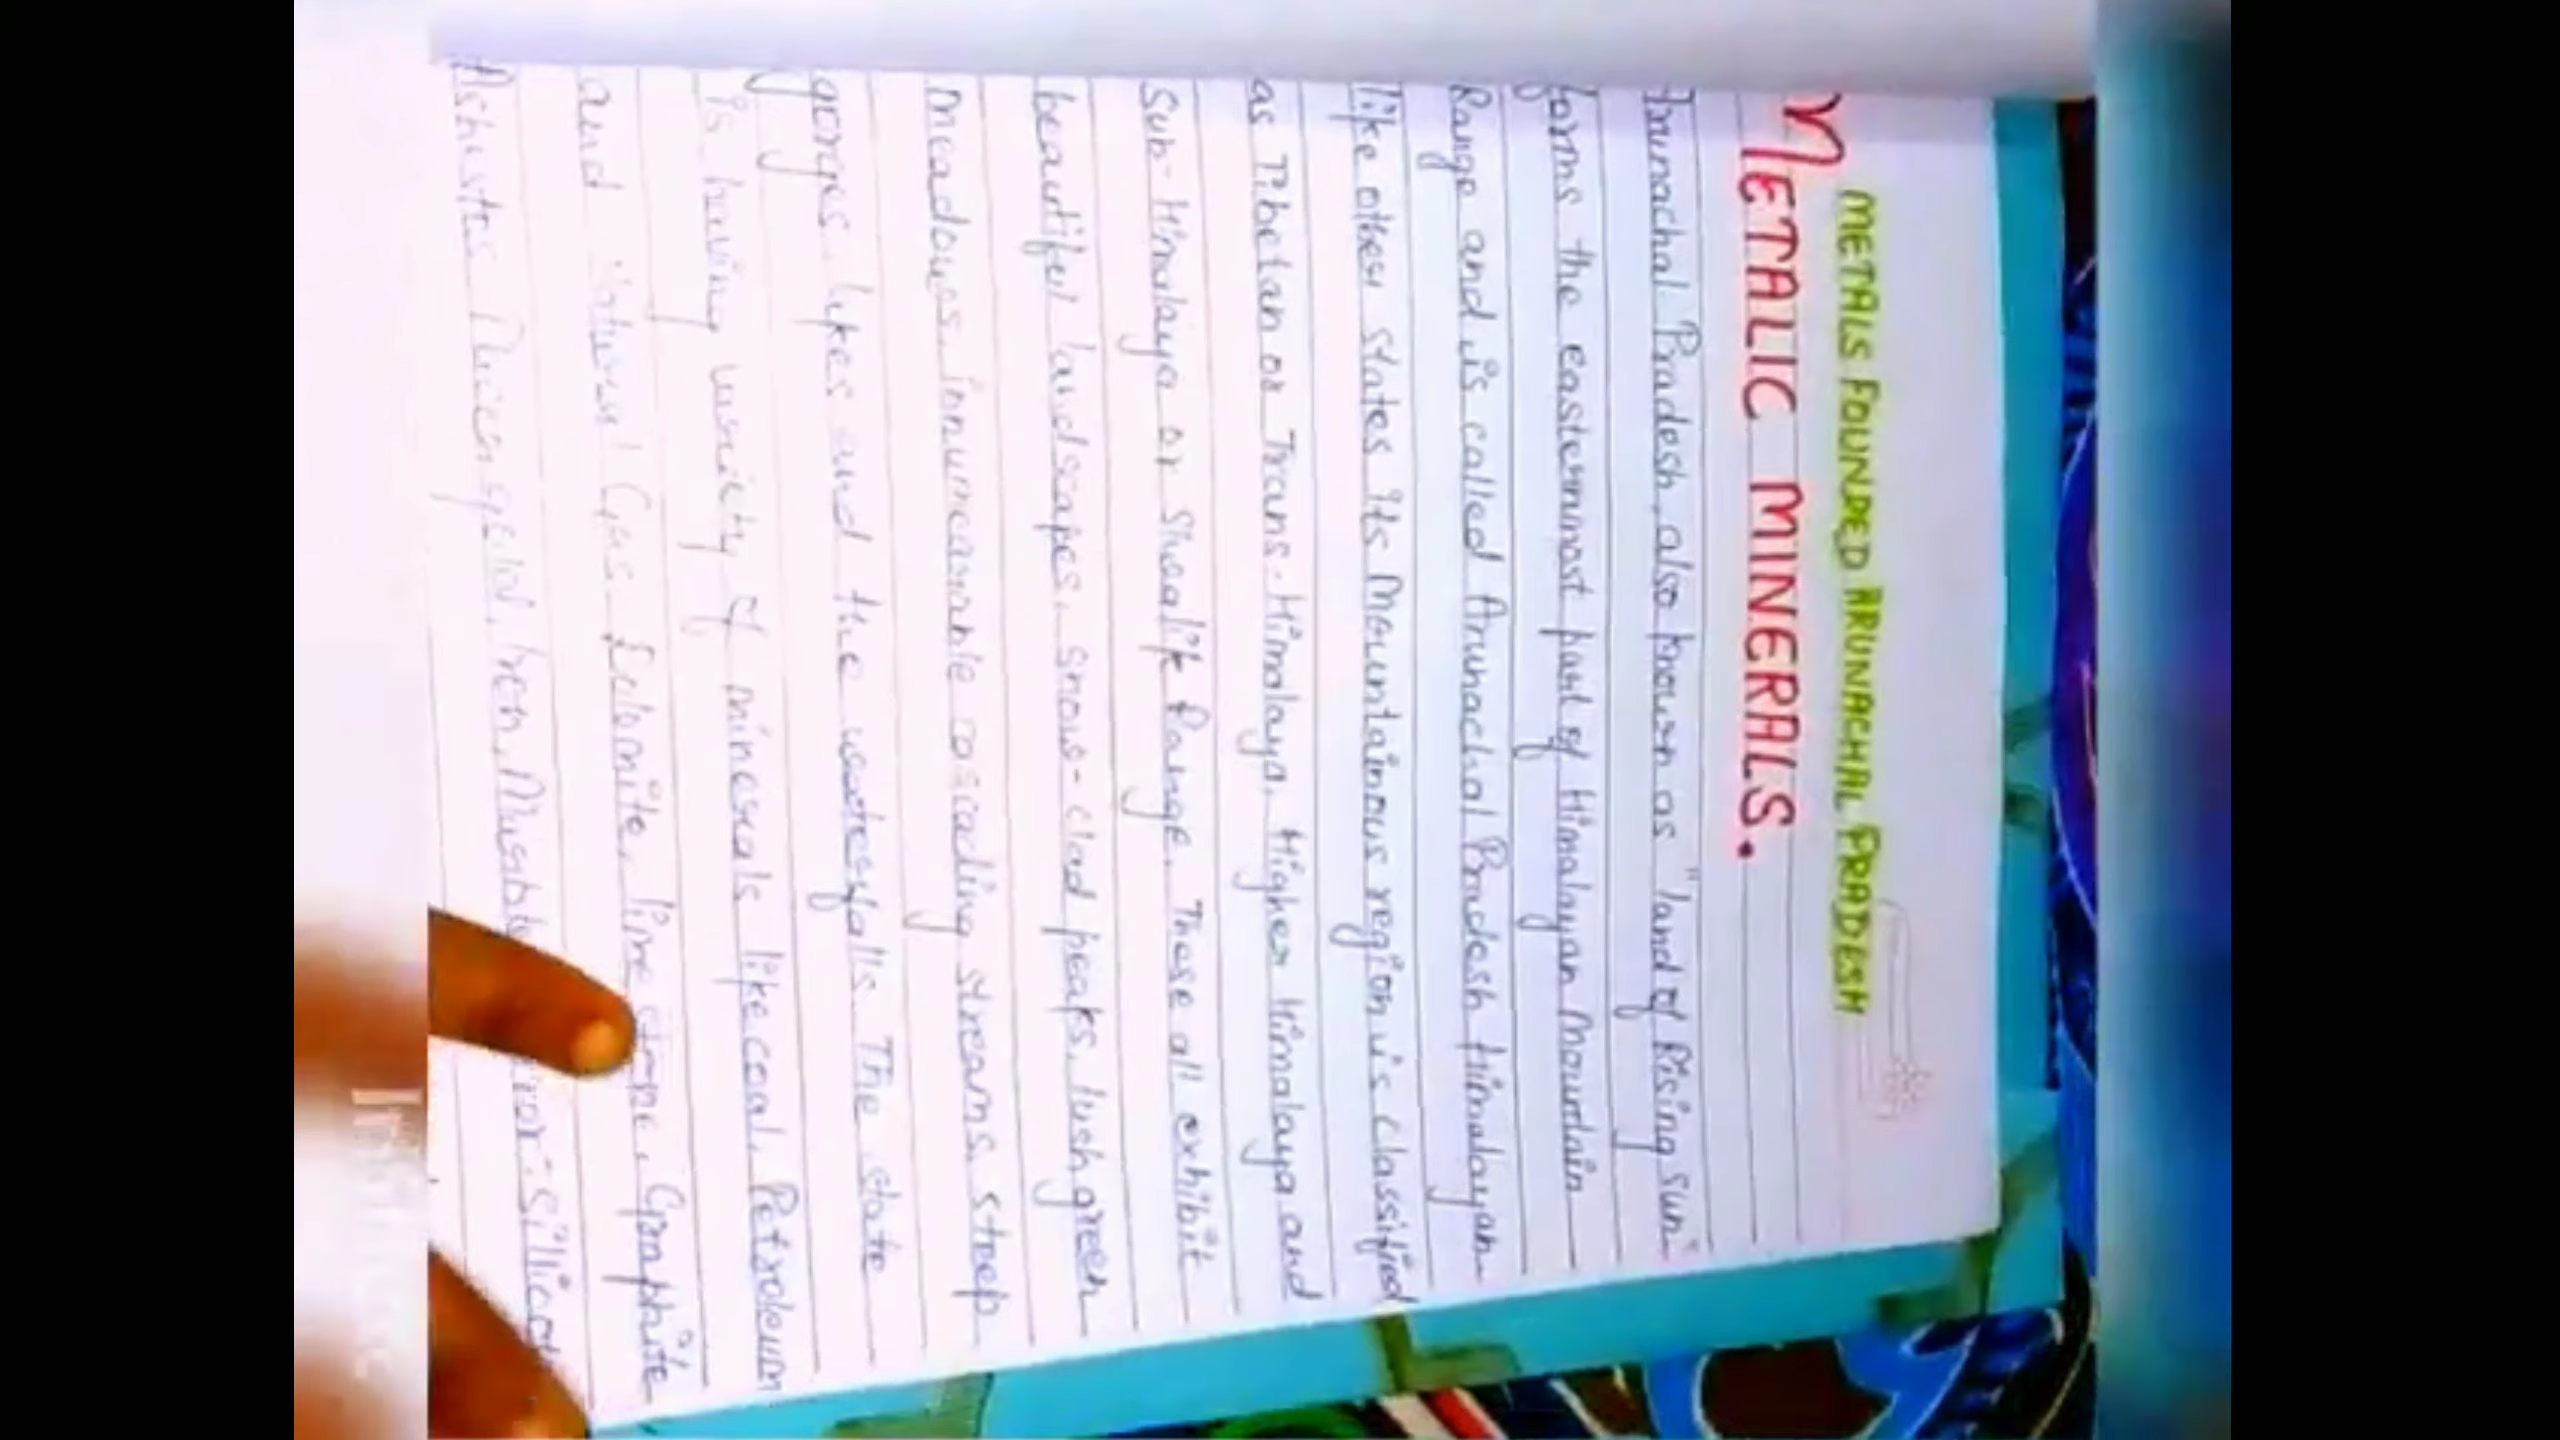 METALS FOUNDED ARUNACHAL PRADESH
METALIC MINERALS.
Arunachal Pradesh, also known as "land of Rising sun"
forms the easternmost part of Himalayan Mountain
Range and is called Arunachal Pradesh Himalayan
like other states its Mountainous region is classified
as Tibetan or Trans-Himalaya, Higher Himalaya and
Sub-Himalaya or Shivalik Range. These all exhibit
beautiful landscapes, snow-clad peaks, lush green
meadows, innumearable cascading streams, steep
gorges, likes and the waterfalls. The state
is having variety of minerals like coal, Petroleum
and Natural Gas, Dolomite, lime stone, Graphite
Ashestos, Iron,